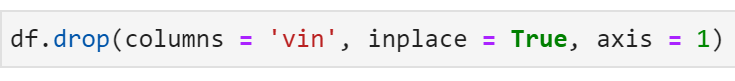 df.drop(columns = 'vin', inplace = True, axis = 1)